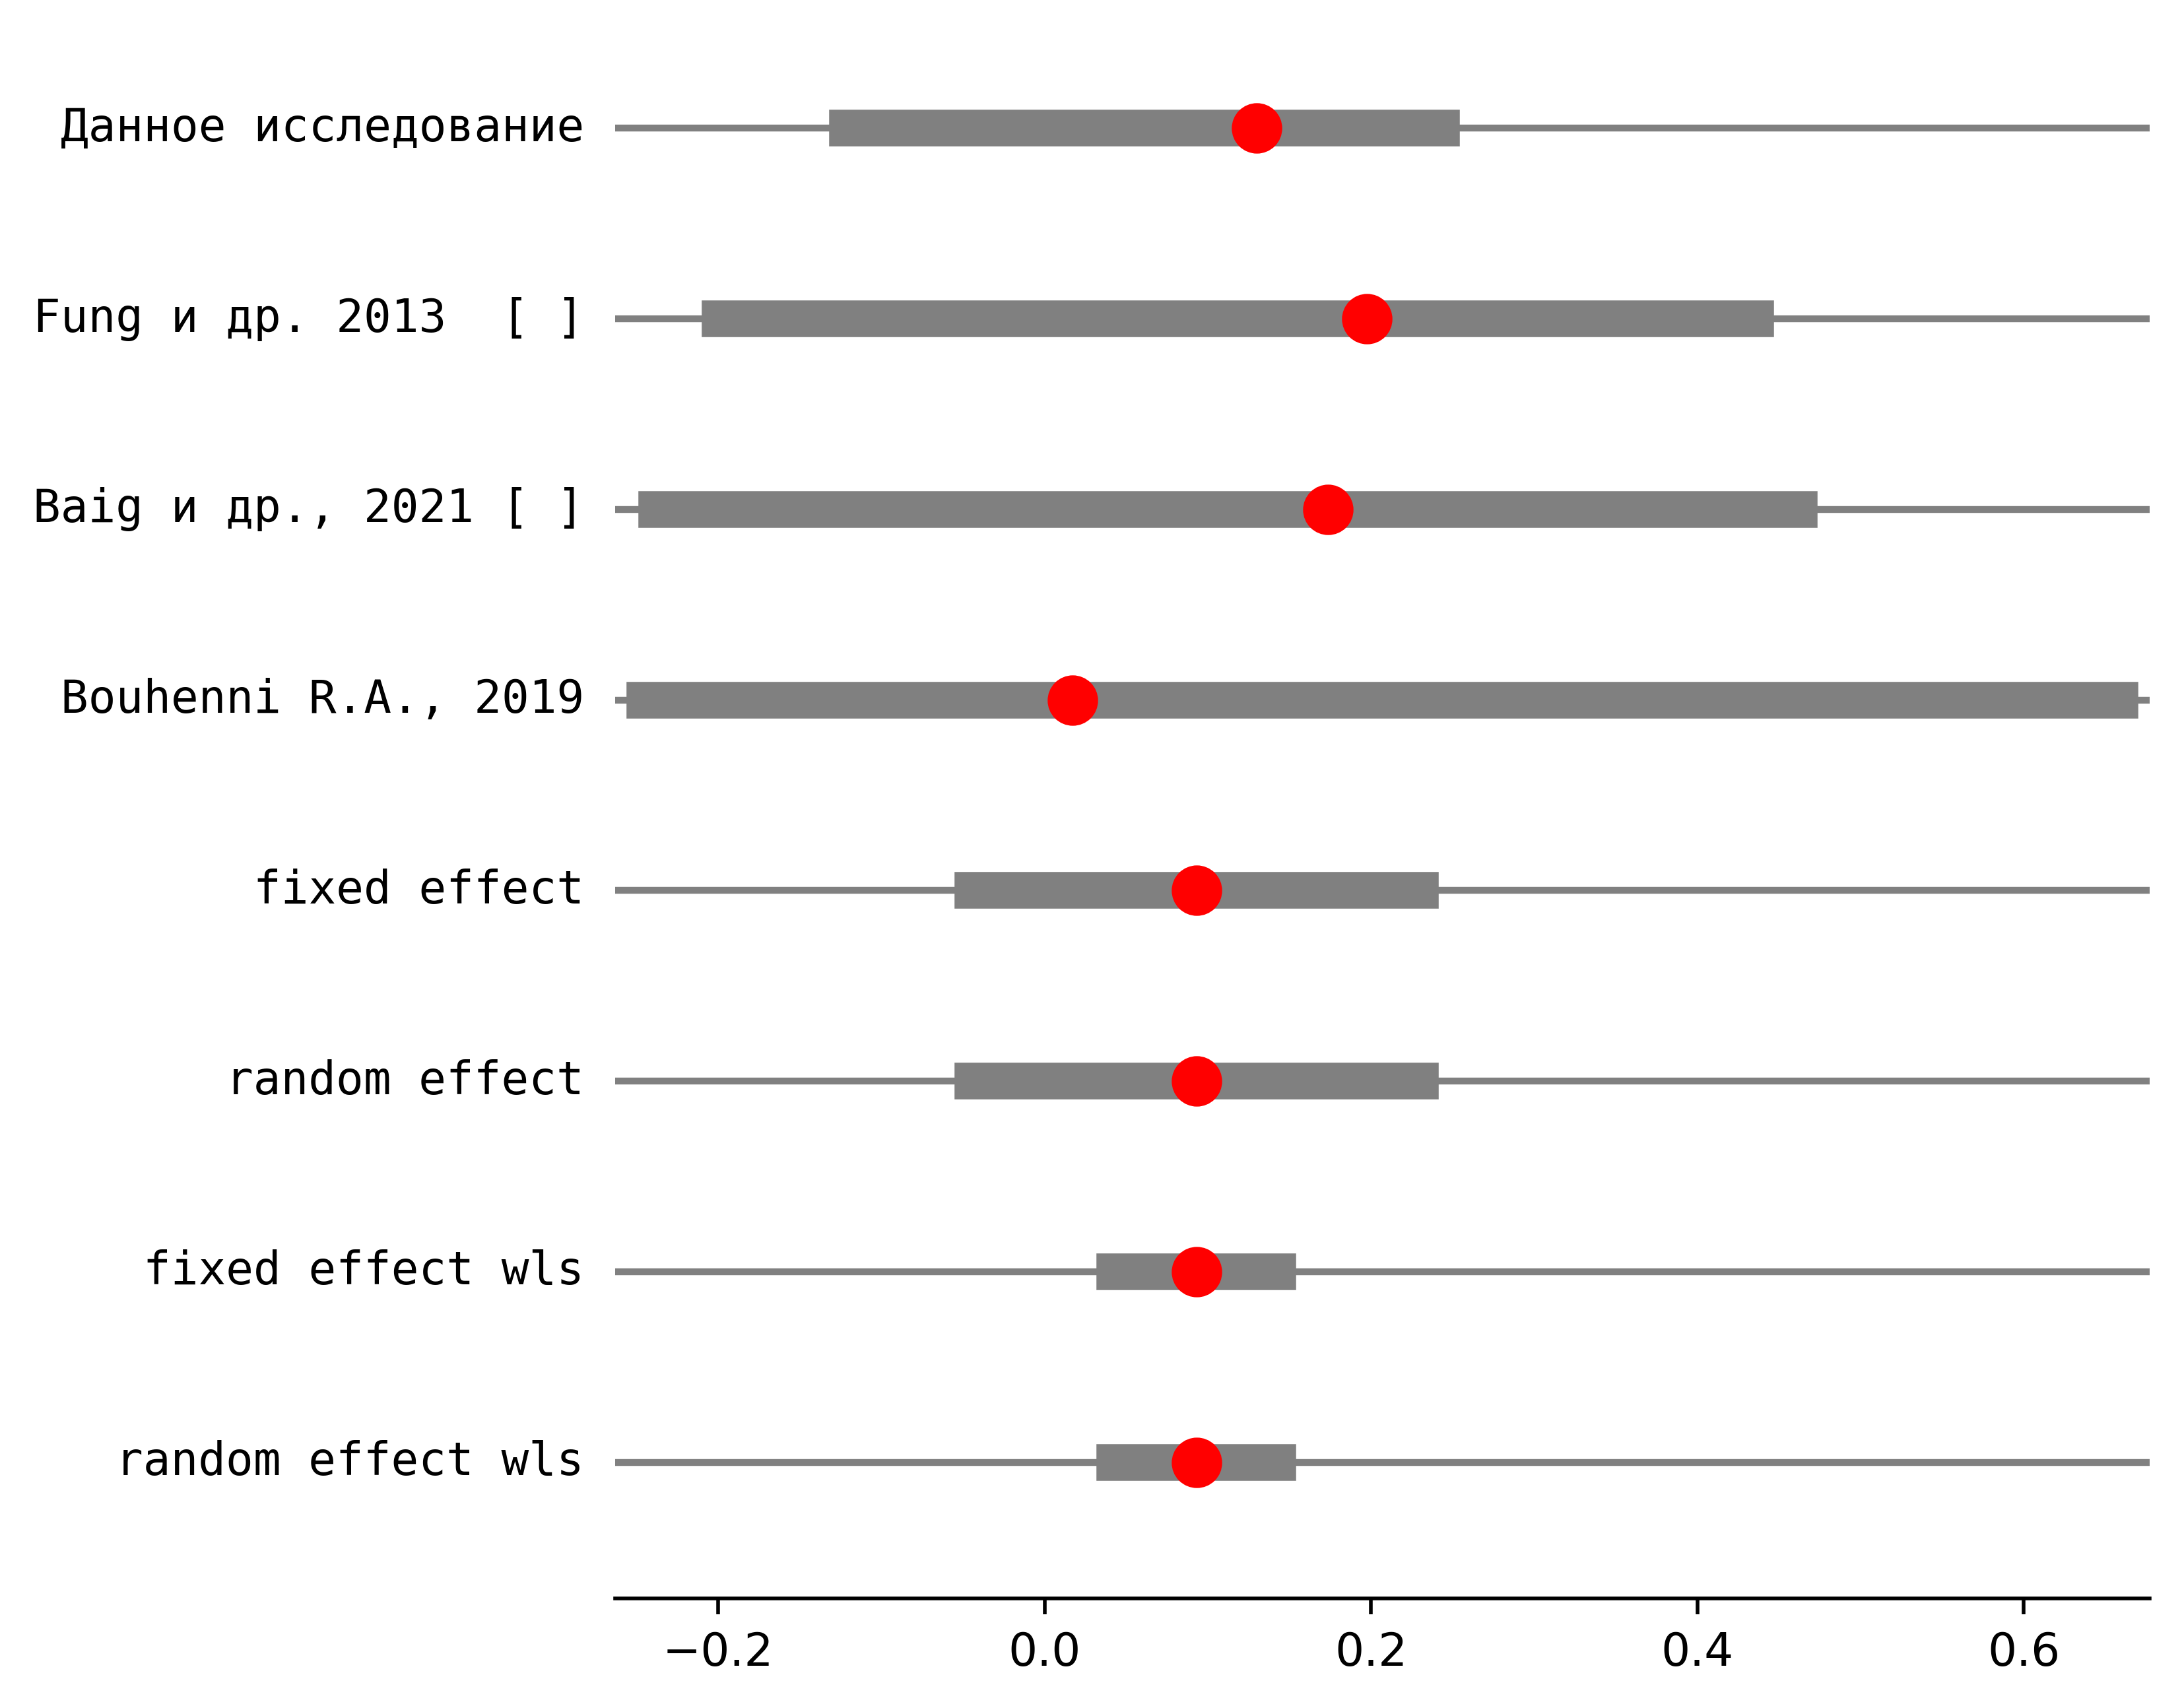 Данное исследование
Fung и др. 2013  [ ]
Baig и др., 2021 [ ]
Bouhenni R.A., 2019
fixed effect
random effect
fixed effect wls
random effect wls
−0.2 0.0 0.2 0.4 0.6